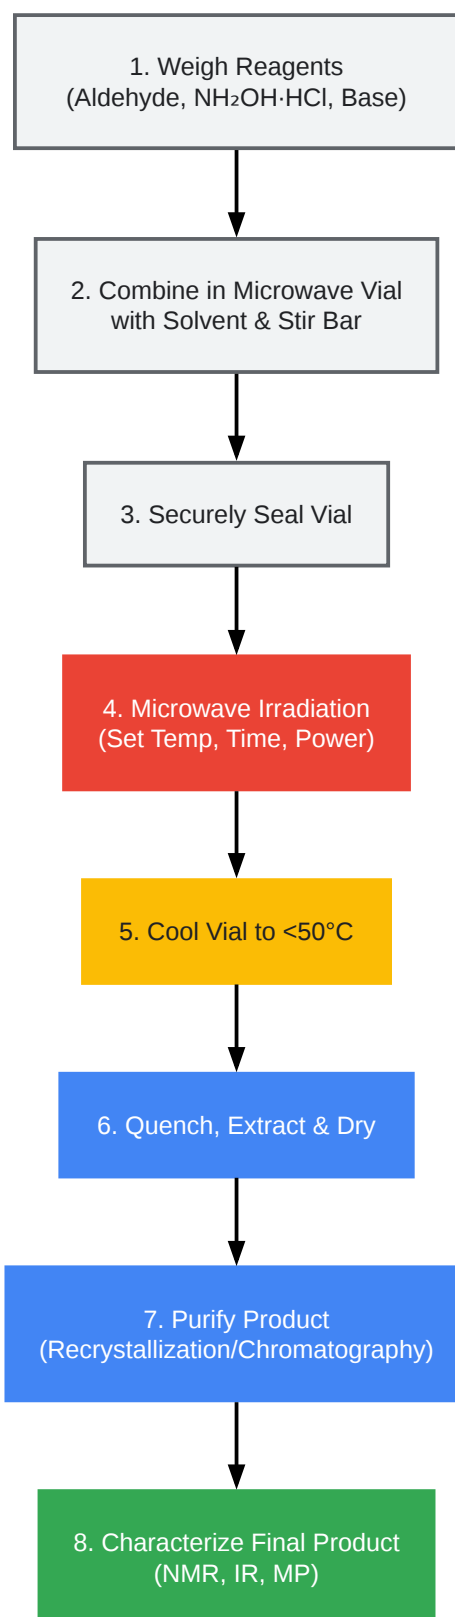 1. Weigh Reagents
(Aldehyde, NH₂OH·HCl, Base)
2. Combine in Microwave Vial
with Solvent & Stir Bar
3. Securely Seal Vial
4. Microwave Irradiation
(Set Temp, Time, Power)
5. Cool Vial to <50°C
6. Quench, Extract & Dry
7. Purify Product
(Recrystallization/Chromatography)
8. Characterize Final Product
(NMR, IR, MP)